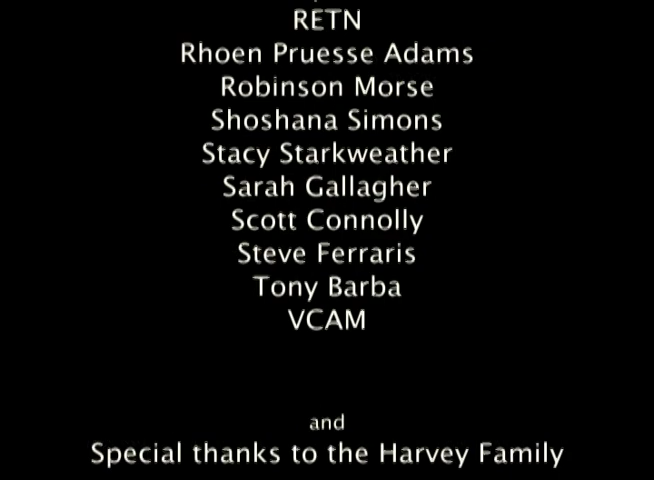 RETN
Rhoen Pruesse Adams
Robinson Morse
Shoshana Simons
Stacy Starkweather
Sarah Gallagher
Scott Connolly
Steve Ferraris
Tony Barba
VCAM
and
Special thanks to the Harvey Family